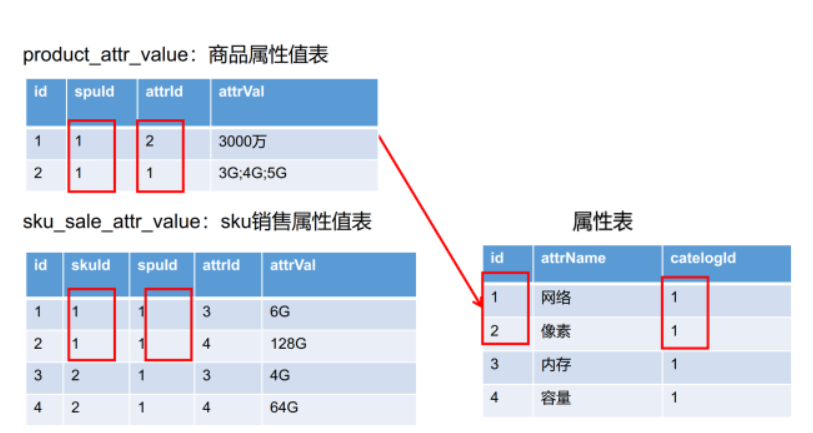 product_attr_value：商品属性值表
id spuId attrId attrVal
1 1 2 3000万
2 1 1 3G;4G;5G
sku_sale_attr_value：sku销售属性值表
id skuId spuId attrId attrVal
1 1 1 3 6G
2 1 1 4 128G
3 2 1 3 4G
4 2 1 4 64G
属性表
id attrName catelogId
1 网络 1
2 像素 1
3 内存 1
4 容量 1